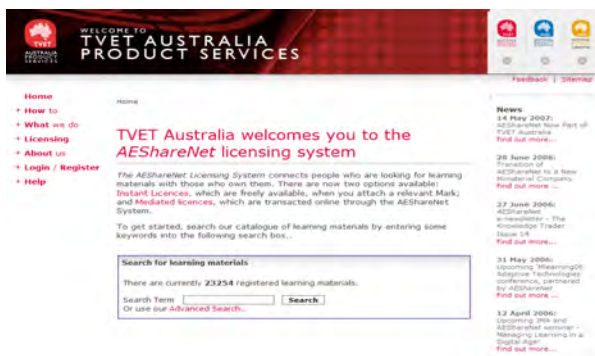 WELCOME TO
TVET AUSTRALIA
PRODUCT SERVICES
TVET
AUSTRALIA
PRODUCT
SERVICES
Feedback | Sitemap
Home
+ How to
+ What we do
+ Licensing
+ About us
+ Login / Register
+ Help
Home
TVET Australia welcomes you to the
AEShareNet licensing system
The AEShareNet Licensing System connects people who are looking for learning
materials with those who own them. There are now two options available:
Instant Licences, which are freely available, when you attach a relevant Mark;
and Mediated licences, which are transacted online through the AEShareNet
System.
To get started, search our catalogue of learning materials by entering some
keywords into the following search box...
Search for learning materials
There are currently 23254 registered learning materials.
Search Term
Search
Or use our Advanced Search...
News
14 May 2007:
AEShareNet Now Part of
TVET Australia
Find out more...
28 June 2006:
Transition of
AEShareNet to a New
Ministerial Company
Find out more ...
27 June 2006:
AEShareNet
e-newsletter - The
Knowledge Trader
Issue 14
Find out more...
31 May 2006:
Upcoming 'Mlearning06:
Adaptive Technologies
conference, partnered
by AEShareNet
Find out more ...
12 April 2006:
Upcoming JMA and
AEShareNet seminar -
Managing Learning in a
Digital Age'
Find out more...